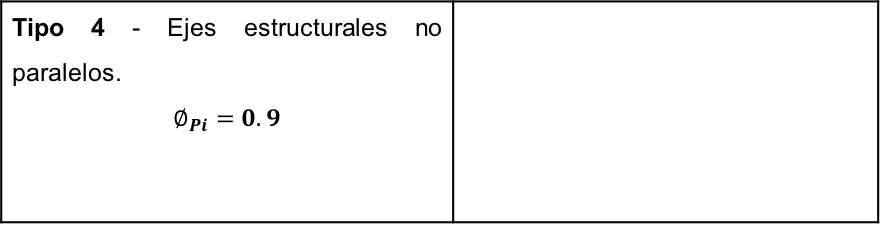 Tipo 4 - Ejes estructurales no
paralelos.
∅Pi = 0.9